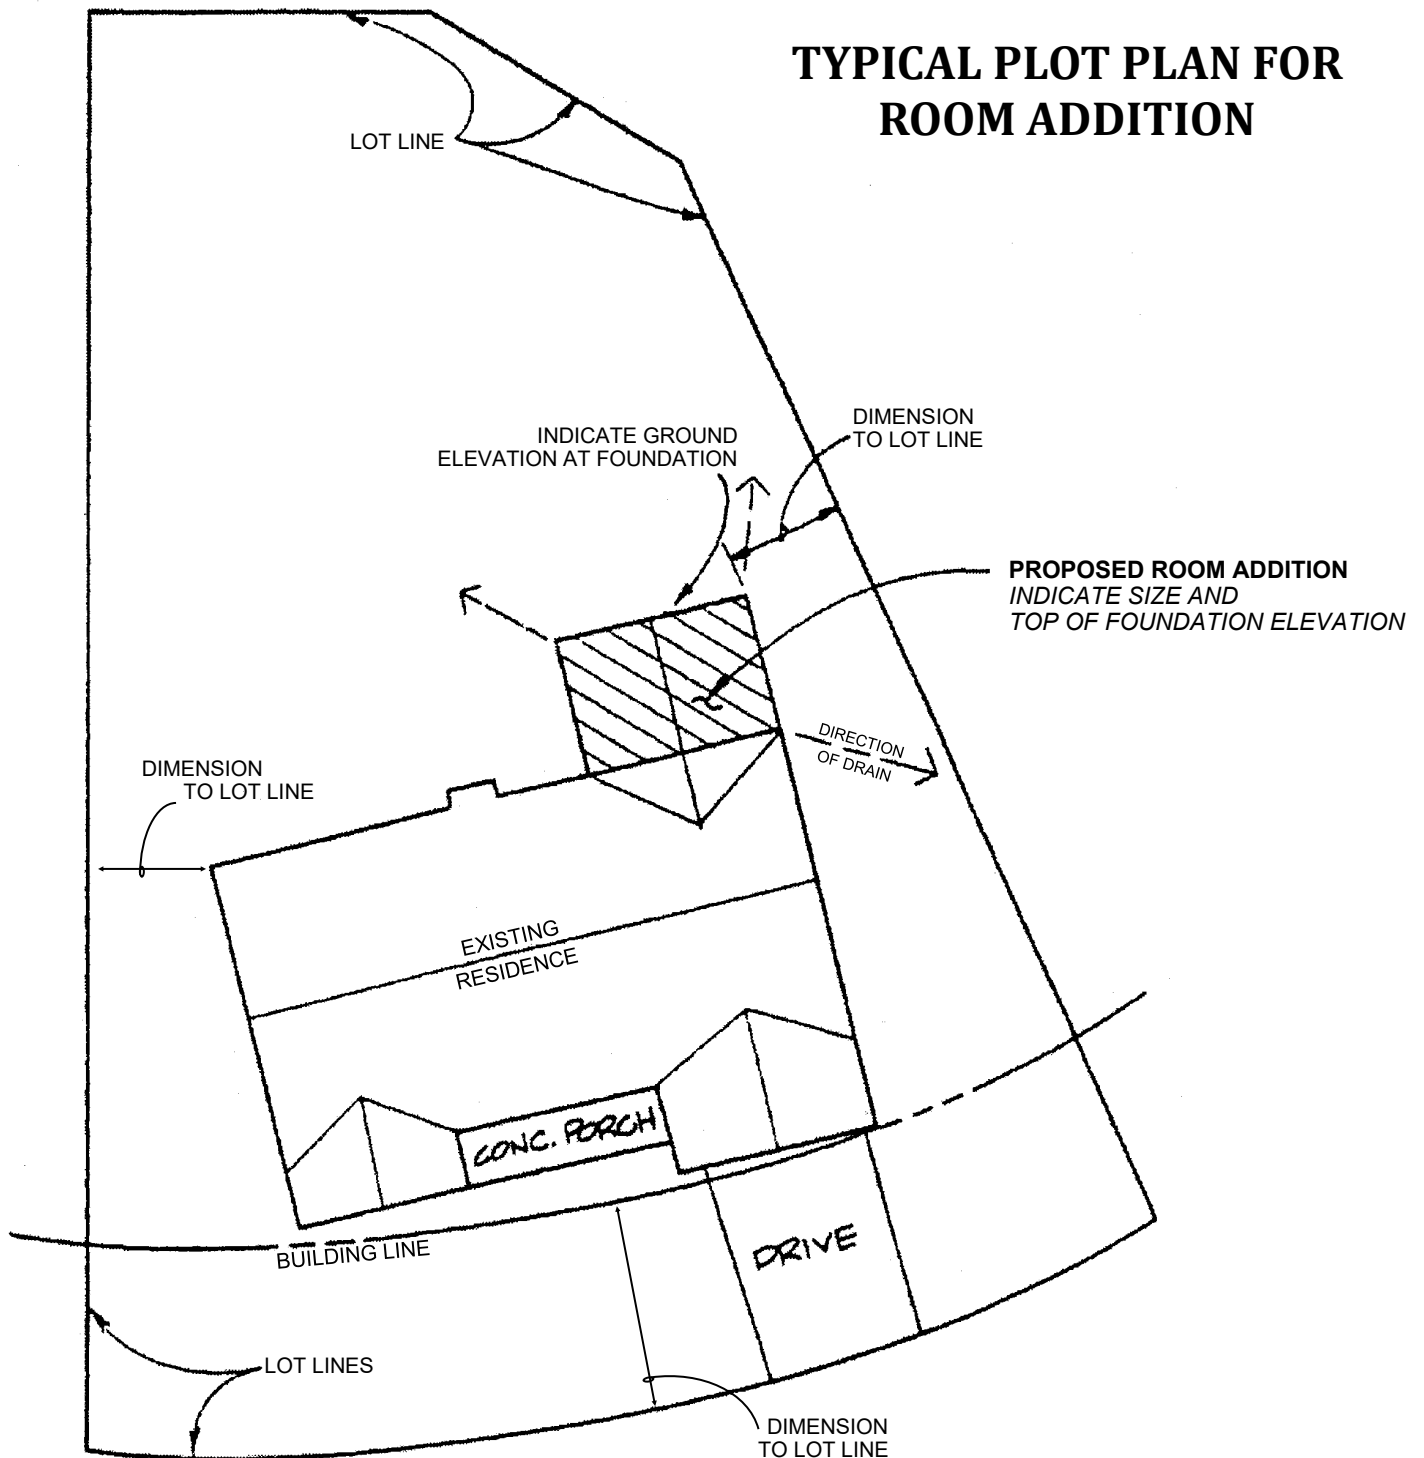 TYPICAL PLOT PLAN FOR
ROOM ADDITION
LOT LINE
DIMENSION
TO LOT LINE
INDICATE GROUND
ELEVATION AT FOUNDATION
PROPOSED ROOM ADDITION
INDICATE SIZE AND
TOP OF FOUNDATION ELEVATION
DIRECTION
OF DRAIN
DIMENSION
TO LOT LINE
EXISTING
RESIDENCE
CONC. PORCH
DRIVE
BUILDING LINE
LOT LINES
DIMENSION
TO LOT LINE